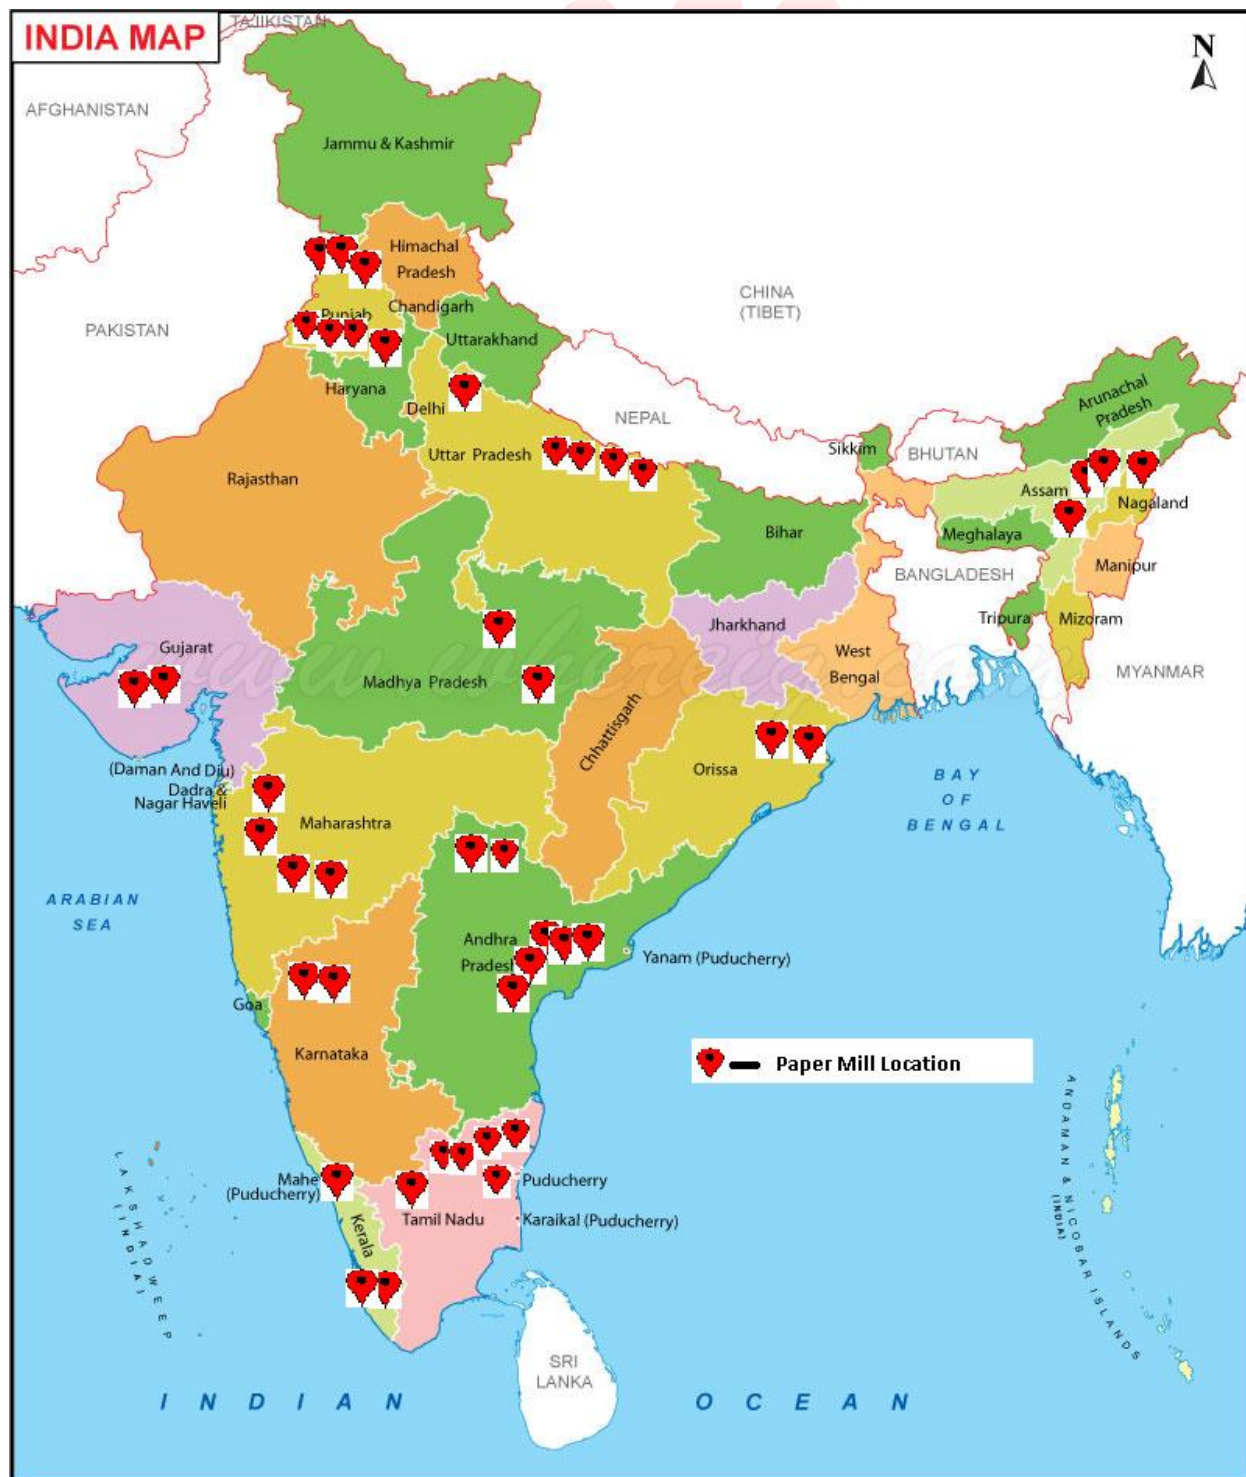 INDIA MAP
TAJIKISTAN
N
AFGHANISTAN
Jammu & Kashmir
Himachal
Pradesh
CHINA
(TIBET)
Chandigarh
Punjab
PAKISTAN
Uttarakhand
Haryana
Delhi
Arunachal
Pradesh
NEPAL
Sikkim
BHUTAN
Uttar Pradesh
Rajasthan
Assam
Nagaland
Bihar
Meghalaya
BANGLADESH
Manipur
Tripura
Mizoram
Jharkhand
Gujarat
West
Bengal
MYANMAR
Madhya Pradesh
Chhattisgarh
(Daman And Diu)
Dadra &
Nagar Haveli
Orissa
BAY
OF
BENGAL
Maharashtra
ARABIAN
SEA
Andhra
Pradesh
Yanam (Puducherry)
Goa
Karnataka
Paper Mill Location
ANDAMAN & NICOBAR ISLANDS
(INDIA)
LAKSHADWEEP
(INDIA)
Mahe
(Puducherry)
Puducherry
Tamil Nadu
Karaikal (Puducherry)
Kerala
SRI
LANKA
INDIAN OCEAN